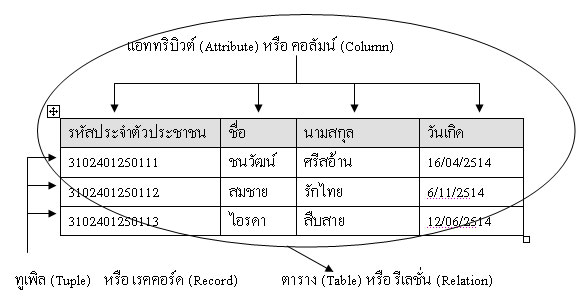 แอททริบิวต์ (Attribute) หรือ คอลัมน์ (Column)
รหัสประจำตัวประชาชน ชื่อ นามสกุล วันเกิด
3102401250111 ชนวัฒน์ ศรีสอ้าน 16/04/2514
3102401250112 สมชาย รักไทย 6/11/2514
3102401250113 ไอรดา สืบสาย 12/06/2514
ทูเพิล (Tuple) หรือ เรคคอร์ด (Record) ตาราง (Table) หรือ รีเลชั่น (Relation)